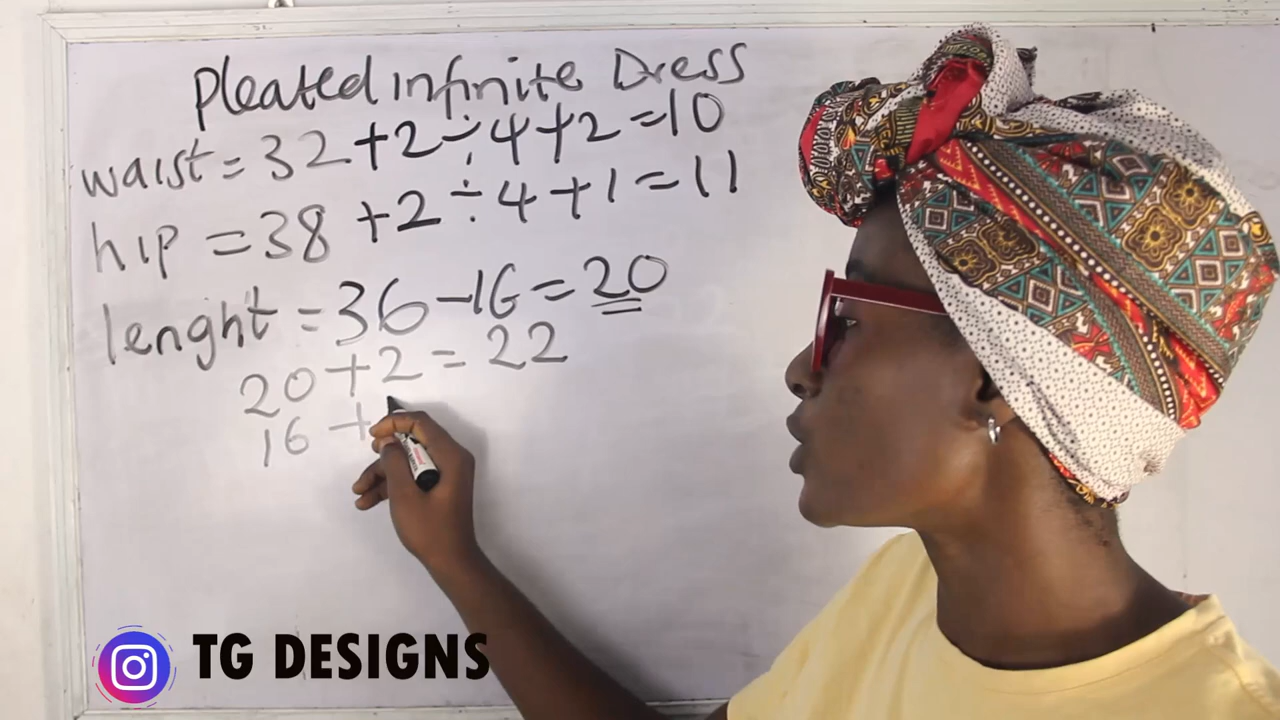 Pleated infinite Dress
waist = 32 +2 ÷ 4 + 2 = 10
hip = 38 + 2 ÷ 4 + 1 = 11
lenght = 36 - 16 = 20
20 + 2 = 22
16 +
TG DESIGNS